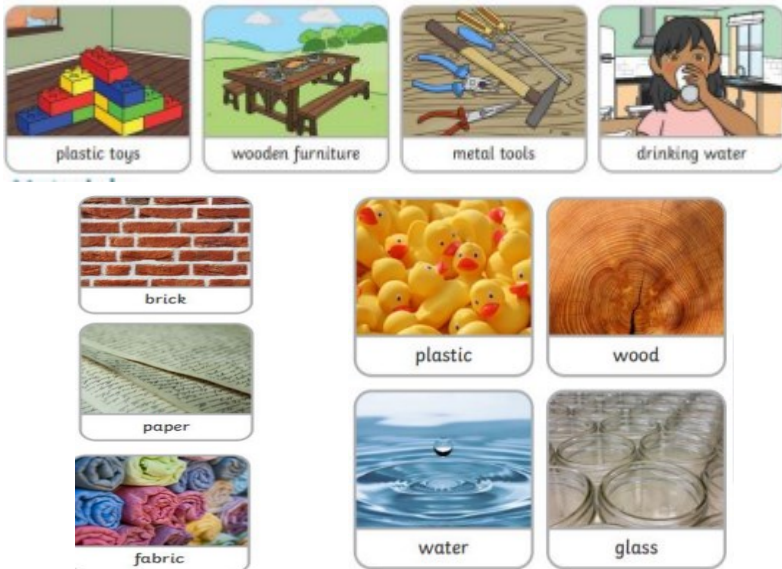 plastic toys
wooden furniture
metal tools
drinking water
brick
paper
fabric
plastic
wood
water
glass